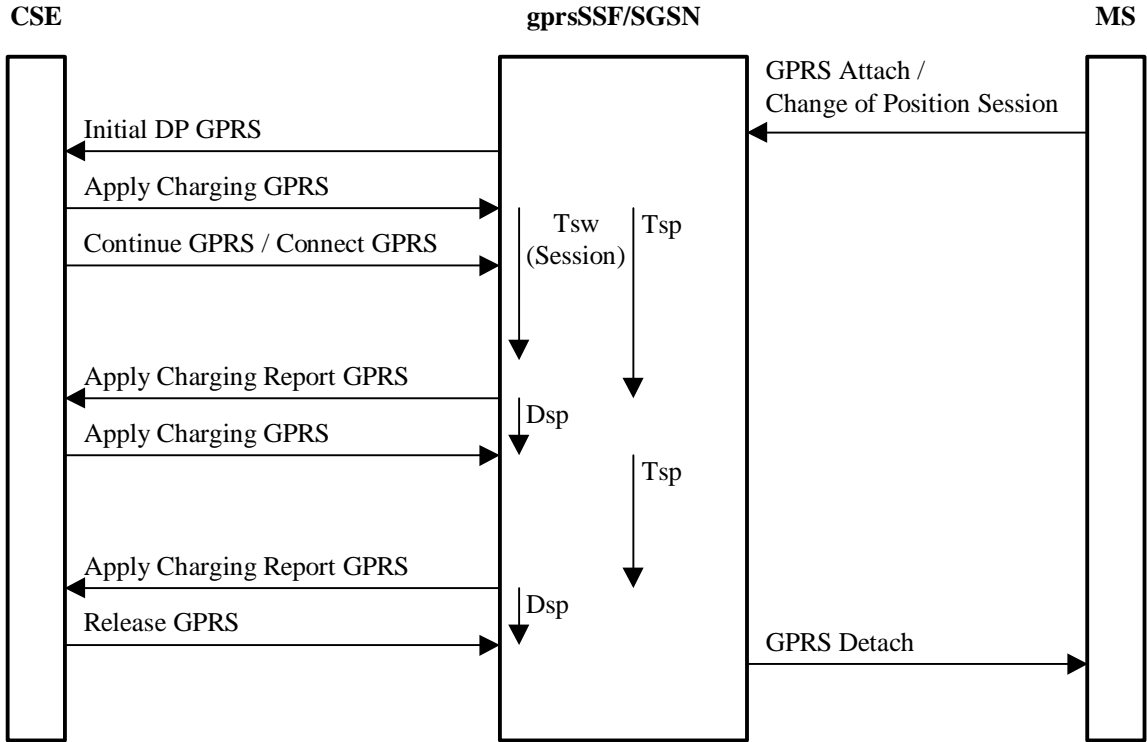 CSE
gprsSSF/SGSN
MS
GPRS Attach /
Change of Position Session
Initial DP GPRS
Apply Charging GPRS
Tsw
(Session)
Tsp
Continue GPRS / Connect GPRS
Apply Charging Report GPRS
Dsp
Apply Charging GPRS
Tsp
Apply Charging Report GPRS
Dsp
Release GPRS
GPRS Detach